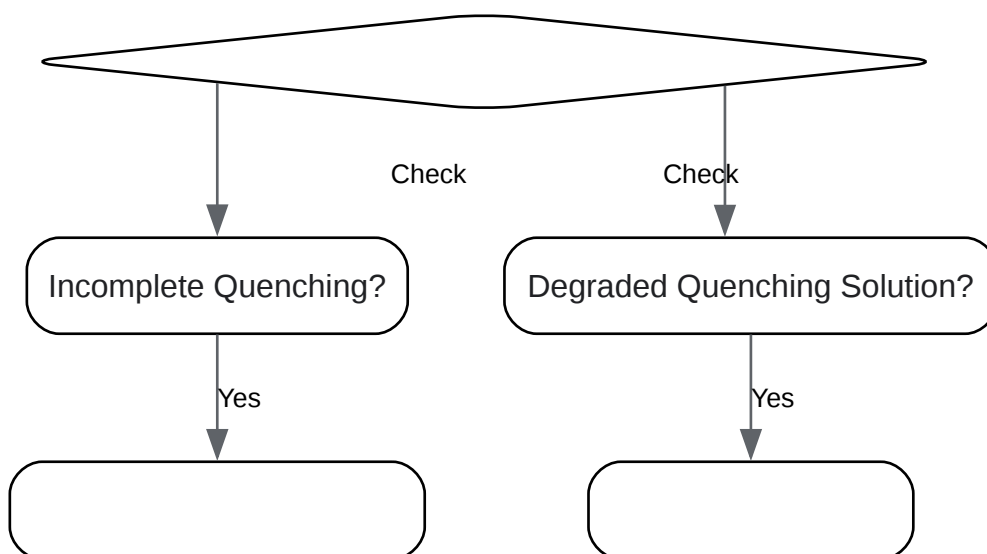 Check
Check
Incomplete Quenching?
Degraded Quenching Solution?
Yes
Yes